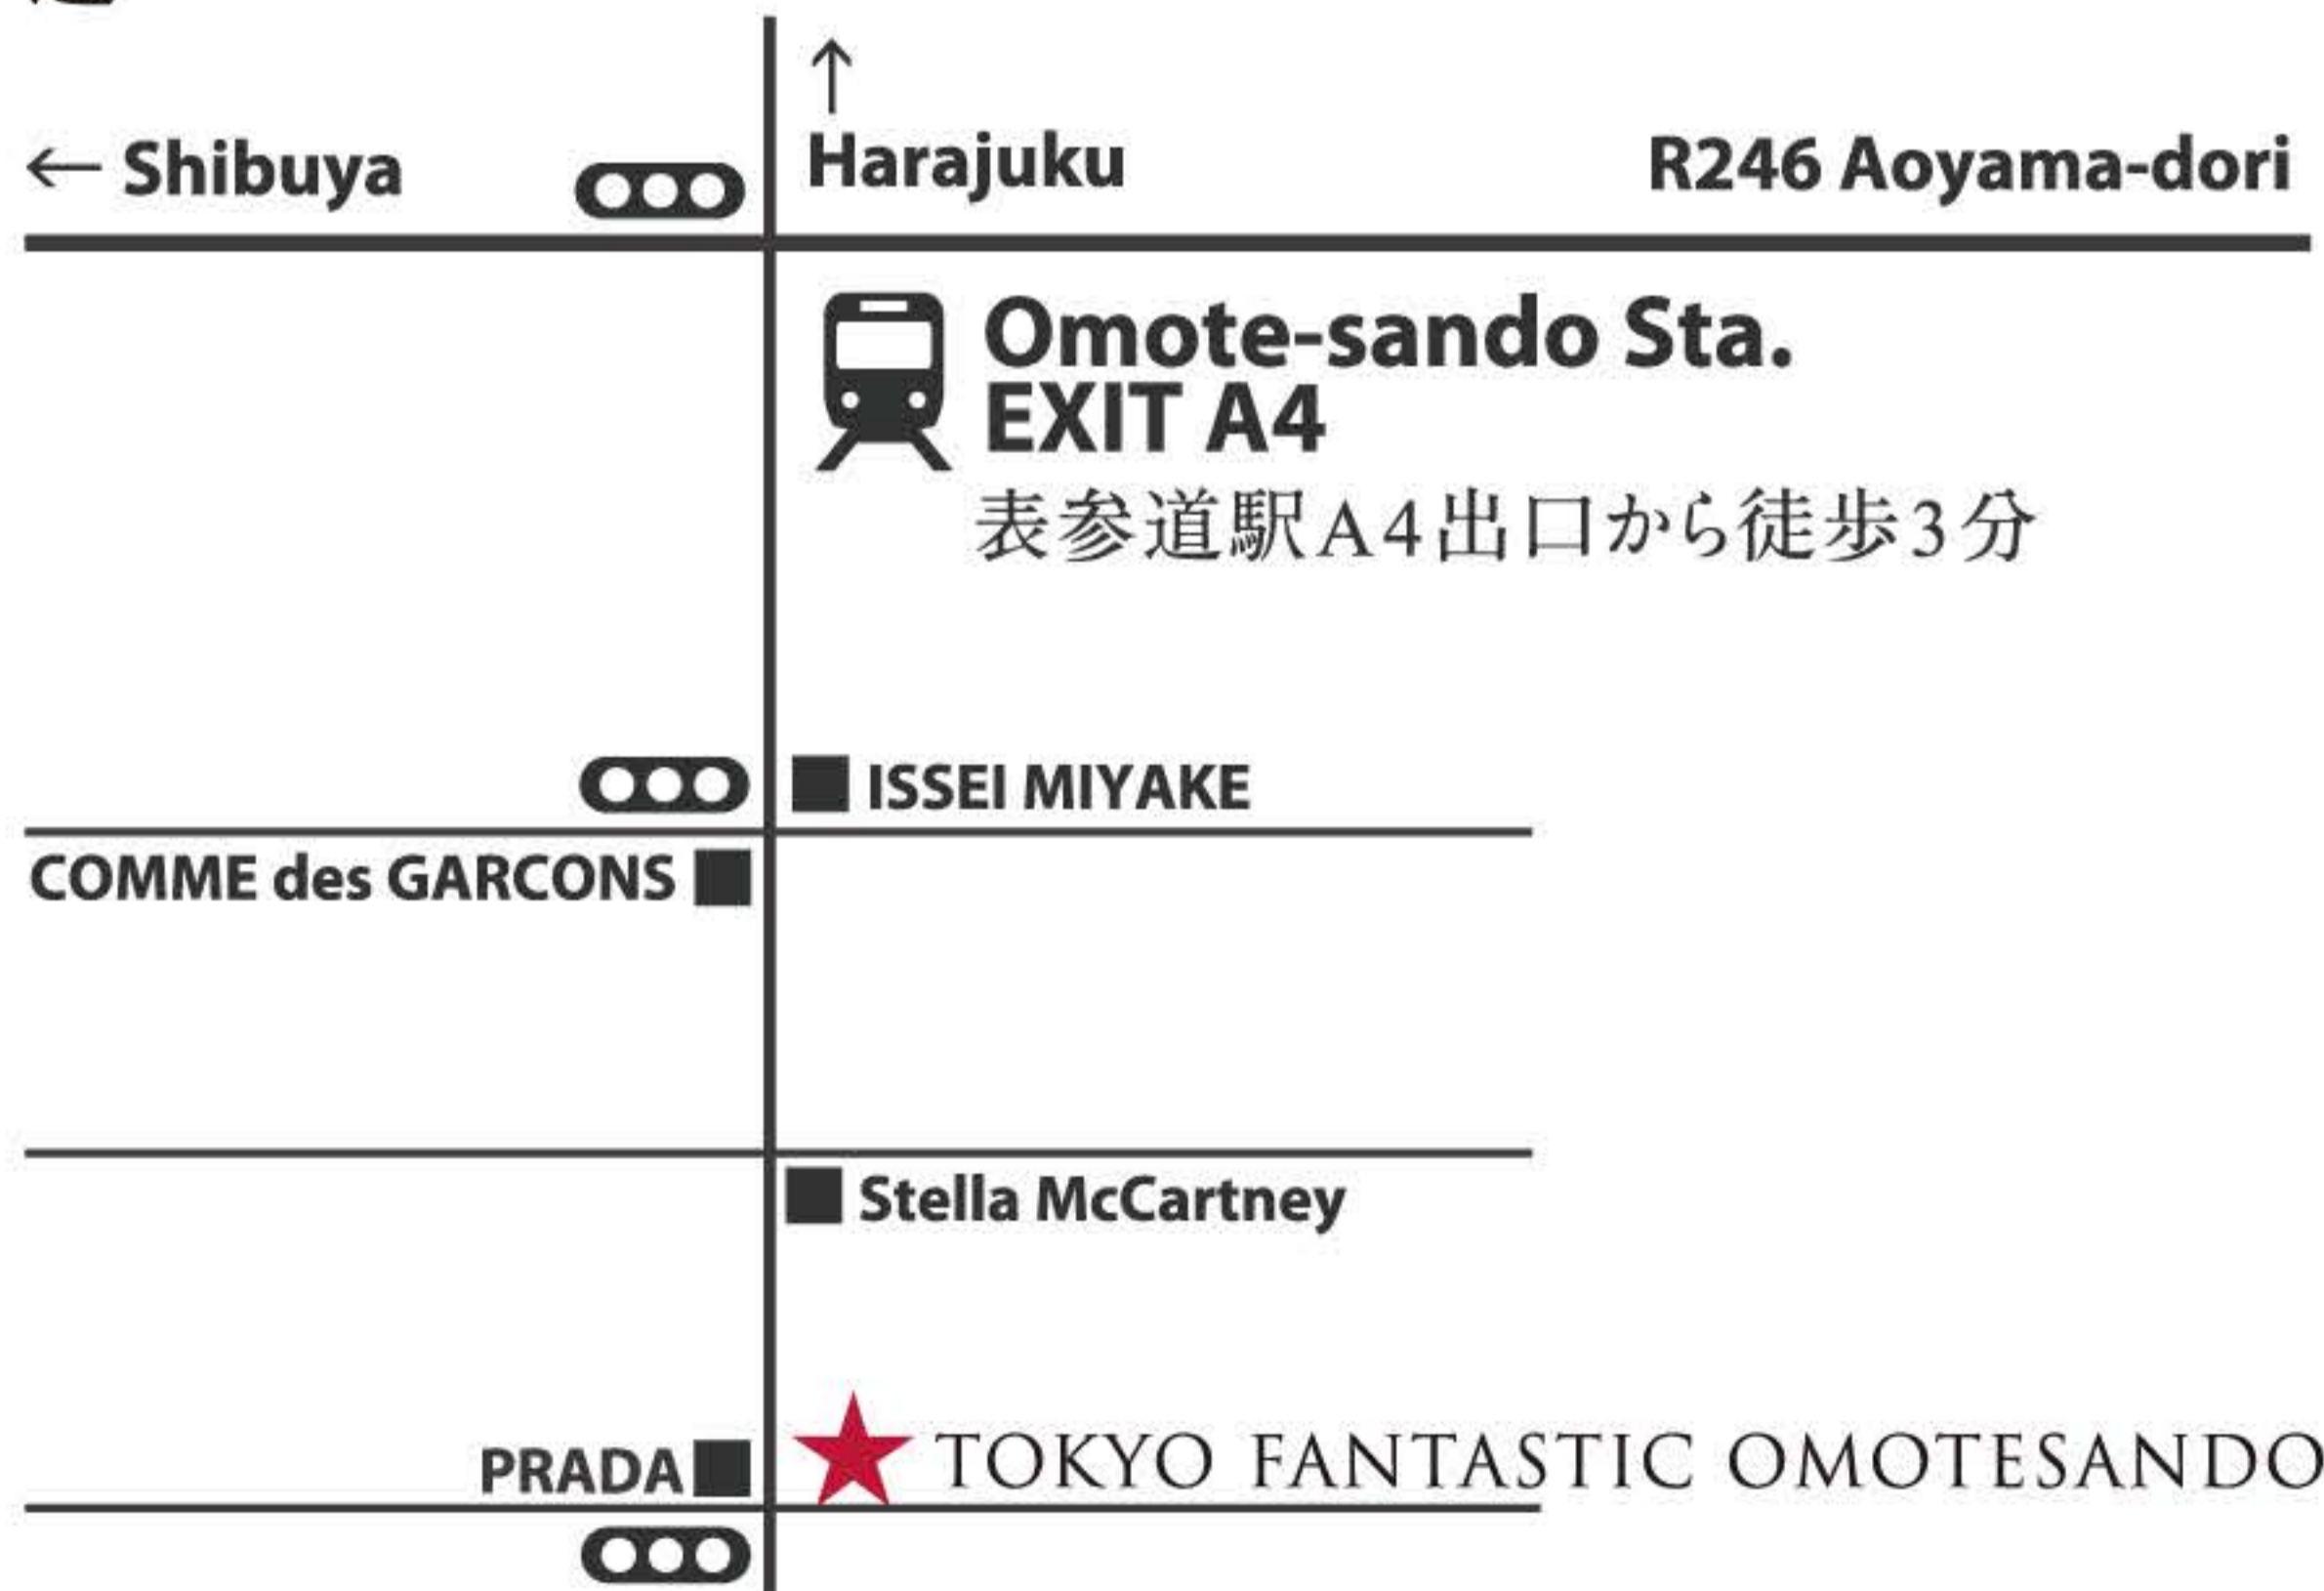 ← Shibuya
↑
Harajuku
R246 Aoyama-dori
Omote-sando Sta.
EXIT A4
表参道駅A4出口から徒歩3分
ISSEI MIYAKE
COMME des GARCONS
Stella McCartney
PRADA
★ TOKYO FANTASTIC OMOTESANDO